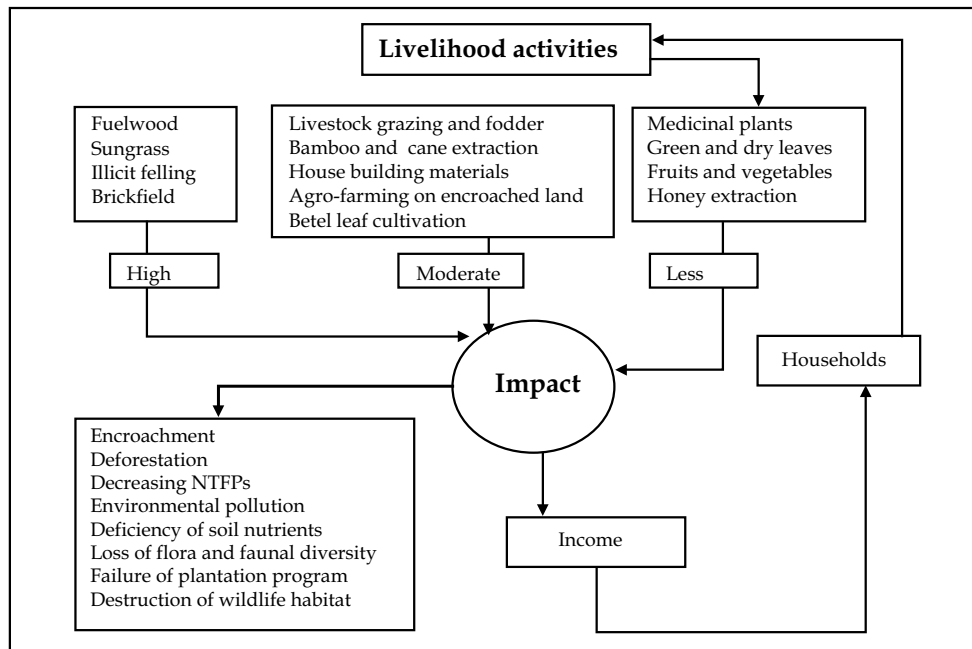 Livelihood activities
Fuelwood
Sungrass
Illicit felling
Brickfield
Livestock grazing and fodder
Bamboo and cane extraction
House building materials
Agro-farming on encroached land
Betel leaf cultivation
Medicinal plants
Green and dry leaves
Fruits and vegetables
Honey extraction
High
Moderate
Less
Impact
Households
Encroachment
Deforestation
Decreasing NTFPs
Environmental pollution
Deficiency of soil nutrients
Loss of flora and faunal diversity
Failure of plantation program
Destruction of wildlife habitat
Income